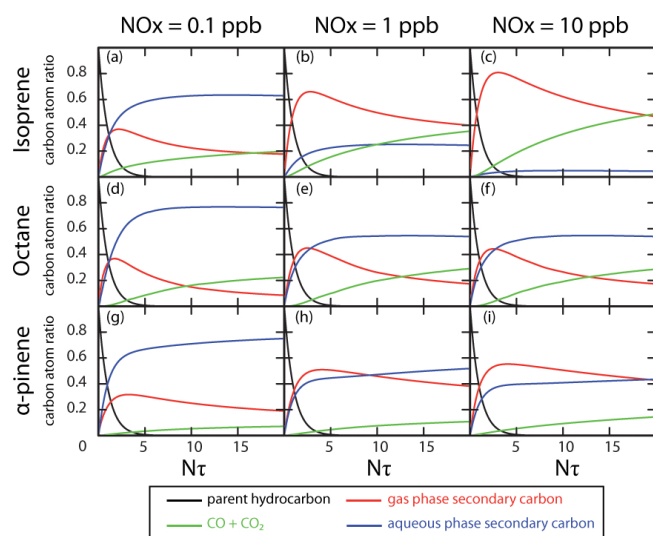 NOx = 0.1 ppb NOx = 1 ppb NOx = 10 ppb
Isoprene
carbon atom ratio
0.8
0.6
0.4
0.2
(a) (b) (c)
Octane
carbon atom ratio
0.8
0.6
0.4
0.2
(d) (e) (f)
α-pinene
carbon atom ratio
0.8
0.6
0.4
0.2
(g) (h) (i)
0 5 10 15 5 10 15 5 10 15
Nτ Nτ Nτ
parent hydrocarbon gas phase secondary carbon
CO + CO₂ aqueous phase secondary carbon